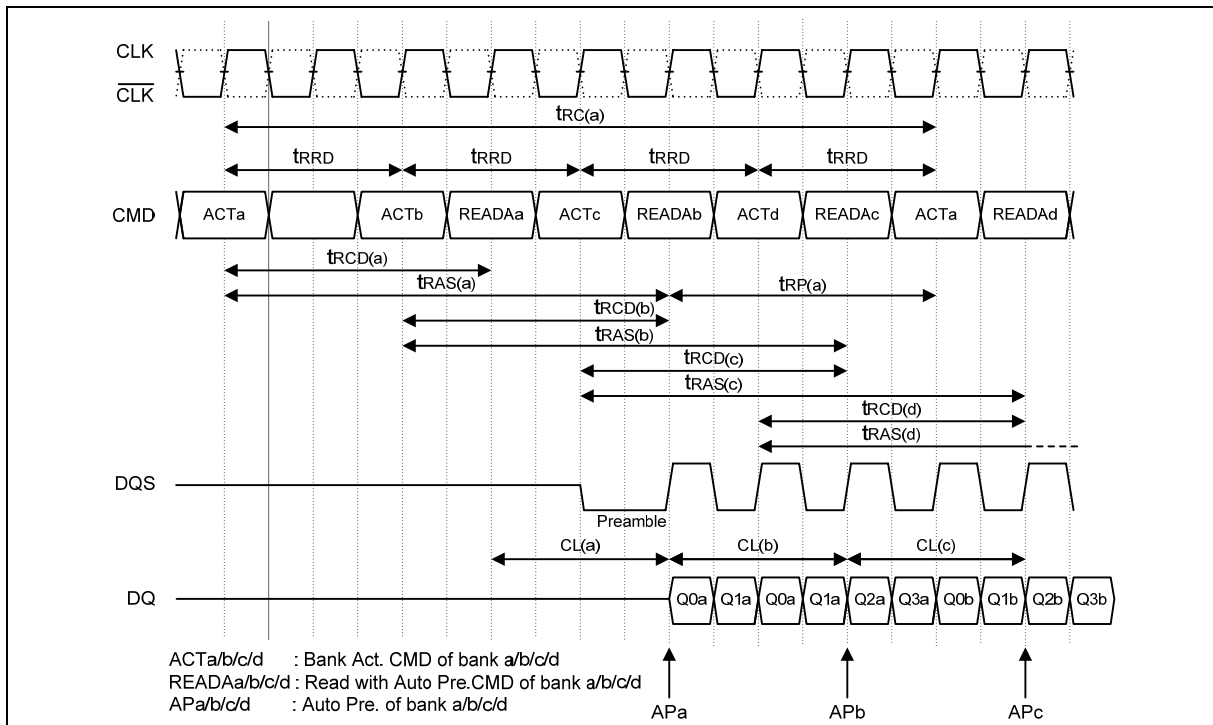 CLK
CLK
tRC(a)
tRRD tRRD tRRD tRRD
CMD ACTa ACTb READAa ACTc READAb ACTd READAc ACTa READAd
tRCD(a)
tRAS(a) tRP(a)
tRCD(b)
tRAS(b)
tRCD(c)
tRAS(c)
tRCD(d)
tRAS(d)
DQS
Preamble
CL(a) CL(b) CL(c)
DQ Q0a Q1a Q0a Q1a Q2a Q3a Q0b Q1b Q2b Q3b
ACTa/b/c/d : Bank Act. CMD of bank a/b/c/d
READAa/b/c/d : Read with Auto Pre.CMD of bank a/b/c/d
APa/b/c/d : Auto Pre. of bank a/b/c/d
APa APb APc